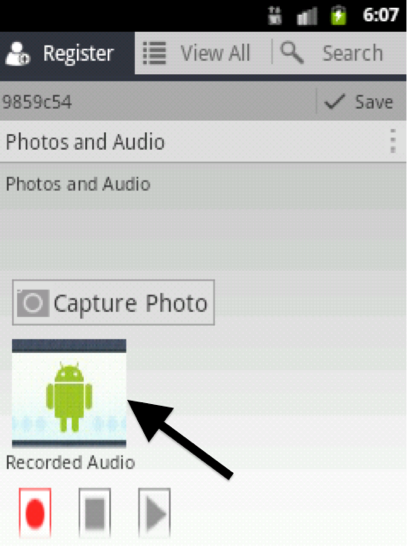 6:07
Register View All Search
9859c54 Save
Photos and Audio
Photos and Audio
Capture Photo
Recorded Audio